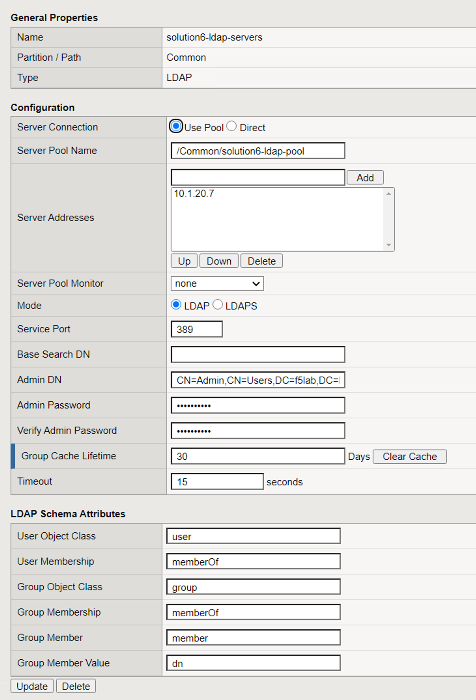 General Properties
Name solution6-ldap-servers
Partition / Path Common
Type LDAP
Configuration
Server Connection Use Pool Direct
Server Pool Name /Common/solution6-ldap-pool
Add
Server Addresses 10.1.20.7
Up Down Delete
Server Pool Monitor none
Mode LDAP LDAPS
Service Port 389
Base Search DN
Admin DN CN=Admin,CN=Users,DC=f5lab,DC=
Admin Password ••••••••••
Verify Admin Password ••••••••••
Group Cache Lifetime 30 Days Clear Cache
Timeout 15 seconds
LDAP Schema Attributes
User Object Class user
User Membership memberOf
Group Object Class group
Group Membership memberOf
Group Member member
Group Member Value dn
Update Delete